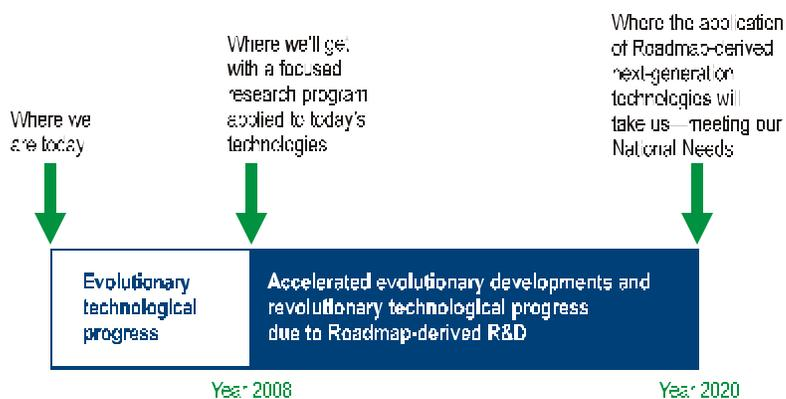 Where we
are today
Where we'll get
with a focused
research program
applied to today's
technologies
Where the application
of Roadmap-derived
next-generation
technologies will
take us—meeting our
National Needs
Evolutionary
technological
progress
Accelerated evolutionary developments and
revolutionary technological progress
due to Roadmap-derived R&D
Year 2008
Year 2020